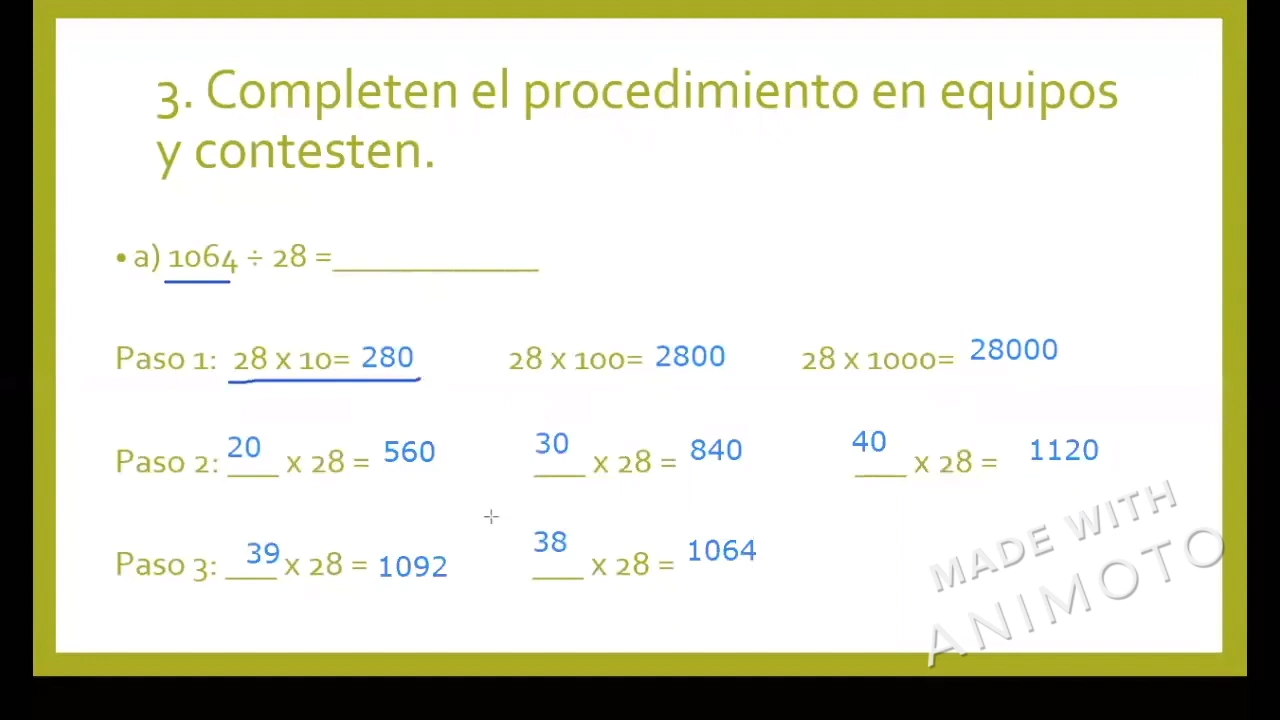 3. Completen el procedimiento en equipos
y contesten.
• a) 1064 ÷ 28 =_____________
Paso 1: 28 x 10= 280 28 x 100= 2800 28 x 1000= 28000
Paso 2: 20 x 28 = 560 30 x 28 = 840 40 x 28 = 1120
Paso 3: 39 x 28 = 1092 38 x 28 = 1064
MADE WITH
ANIMOTO